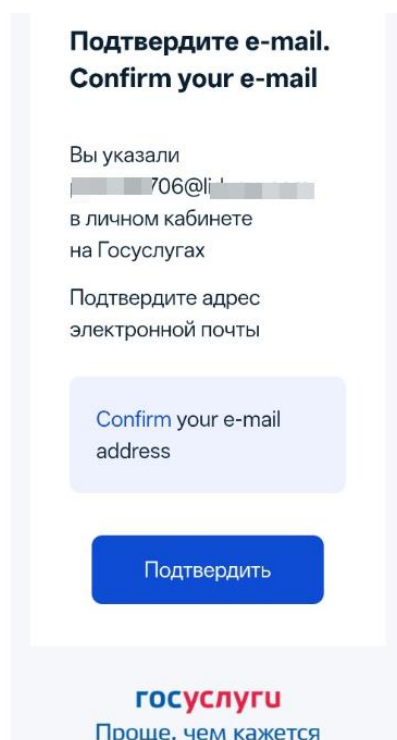 Подтвердите e-mail.
Confirm your e-mail
Вы указали
706@li
в личном кабинете
на Госуслугах
Подтвердите адрес
электронной почты
Confirm your e-mail
address
Подтвердить
госуслуги
Проще, чем кажется